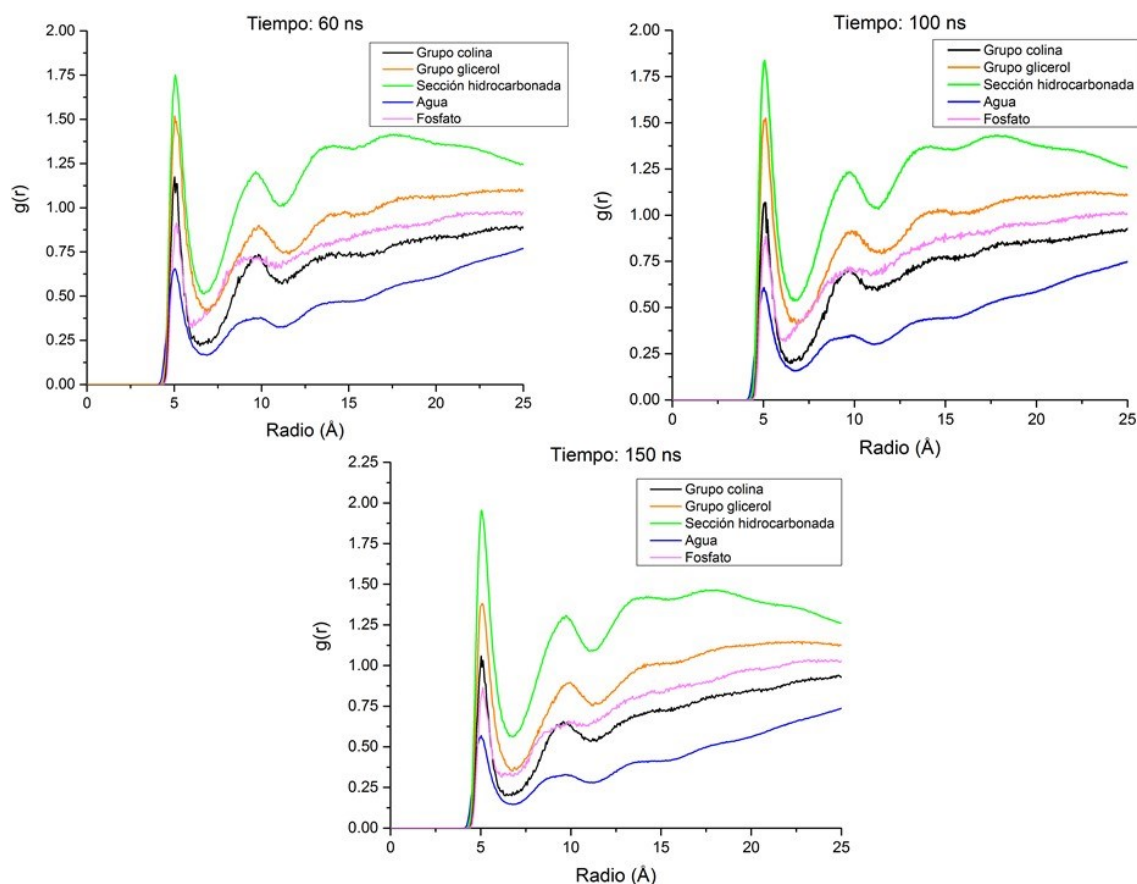 Tiempo: 60 ns
2.00
1.75
1.50
1.25
1.00
0.75
0.50
0.25
0.00
g(r)
Grupo colina
Grupo glicerol
Sección hidrocarbonada
Agua
Fosfato
0 5 10 15 20 25
Radio (Å)
Tiempo: 100 ns
2.00
1.75
1.50
1.25
1.00
0.75
0.50
0.25
0.00
g(r)
Grupo colina
Grupo glicerol
Sección hidrocarbonada
Agua
Fosfato
0 5 10 15 20 25
Radio (Å)
Tiempo: 150 ns
2.25
2.00
1.75
1.50
1.25
1.00
0.75
0.50
0.25
0.00
g(r)
Grupo colina
Grupo glicerol
Sección hidrocarbonada
Agua
Fosfato
0 5 10 15 20 25
Radio (Å)